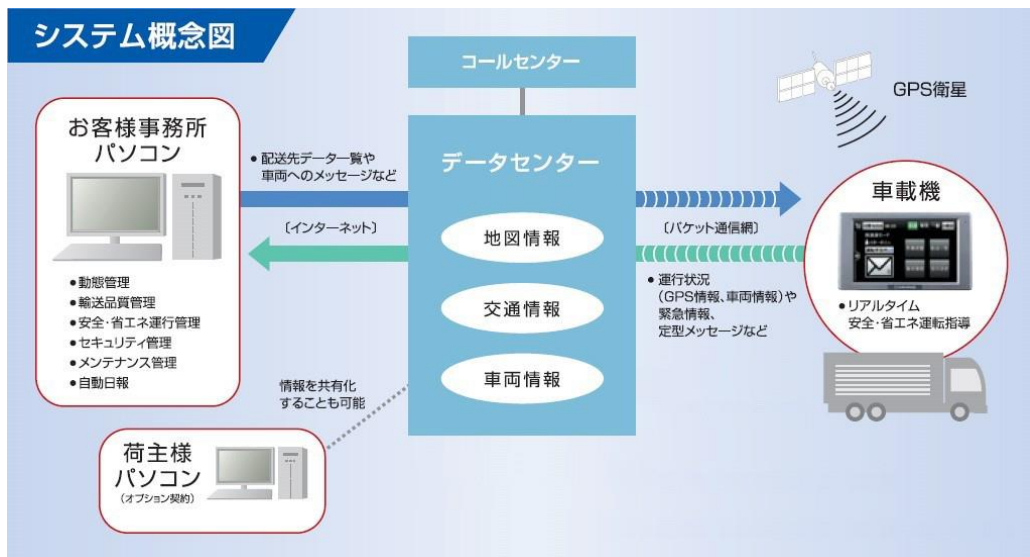 システム概念図
コールセンター
GPS衛星
お客様事務所
パソコン
●配送先データ一覧や
車両へのメッセージなど
データセンター
車載機
〔インターネット〕
地図情報
〔パケット通信網〕
●動態管理
●輸送品質管理
●安全・省エネ運行管理
●セキュリティ管理
●メンテナンス管理
●自動日報
交通情報
●運行状況
(GPS情報、車両情報)や
緊急情報、
定型メッセージなど
●リアルタイム
安全・省エネ運転指導
情報を共有化
することも可能
車両情報
荷主様
パソコン
(オプション契約)